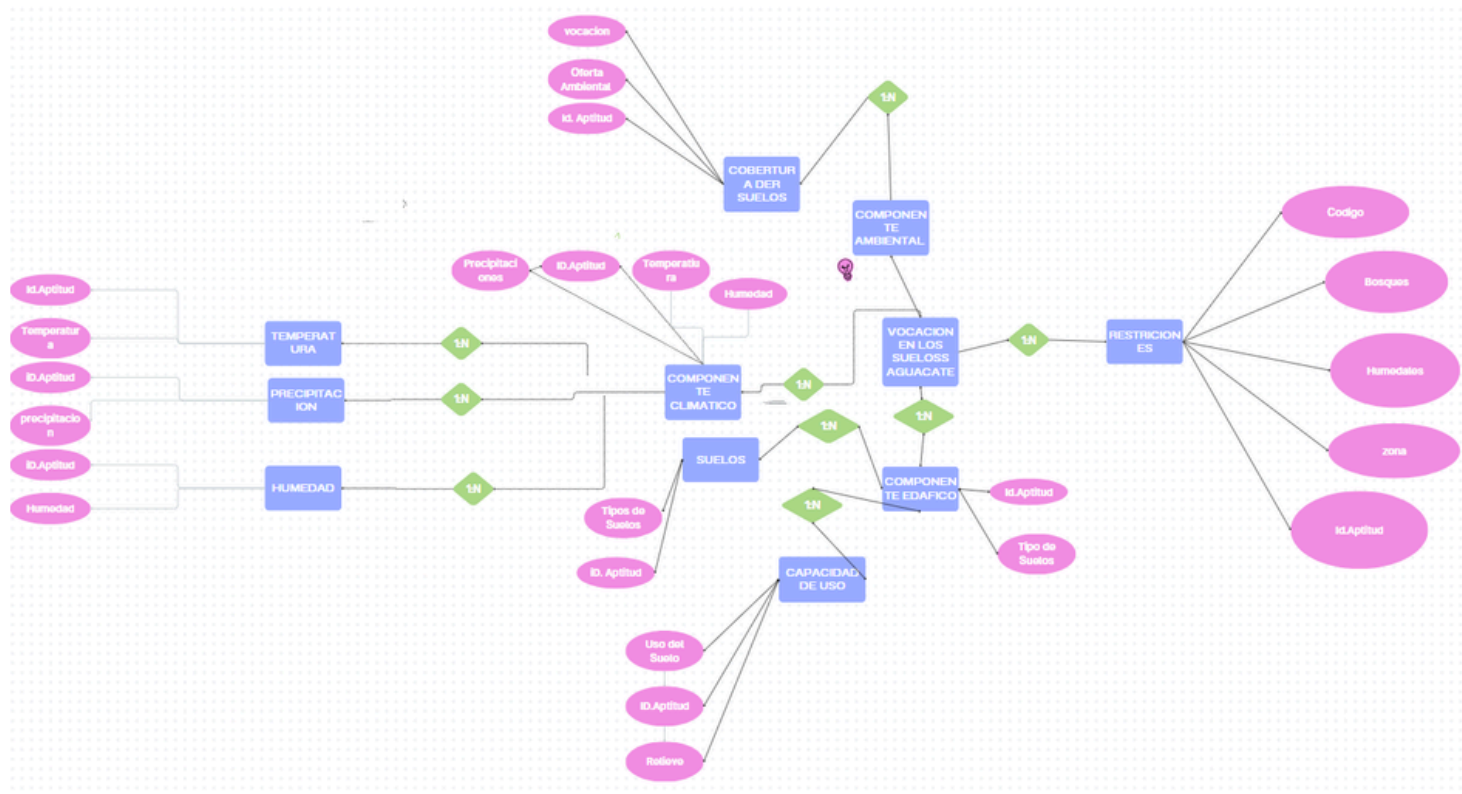 vocacion
Oferta
Ambiental
Id. Aptitud
1:N
COBERTUR
A DER
SUELOS
COMPONEN
TE
AMBIENTAL
Codigo
Bosques
Humedales
zona
Id.Aptitud
Precipitaci
ones
ID.Aptitud
Temperatu
ra
Humedad
Id.Aptitud
Temperatur
a
ID.Aptitud
precipitacio
n
ID.Aptitud
Humedad
TEMPERAT
URA
PRECIPITAC
ION
HUMEDAD
1:N
1:N
1:N
COMPONEN
TE
CLIMATICO
1:N
VOCACION
EN LOS
SUELOSS
AGUACATE
1:N
RESTRICION
ES
1:N
1:N
SUELOS
COMPONEN
TE EDAFICO
Id.Aptitud
Tipo de
Suelos
Tipos de
Suelos
ID. Aptitud
1:N
CAPACIDAD
DE USO
Uso del
Suelo
ID.Aptitud
Relieve